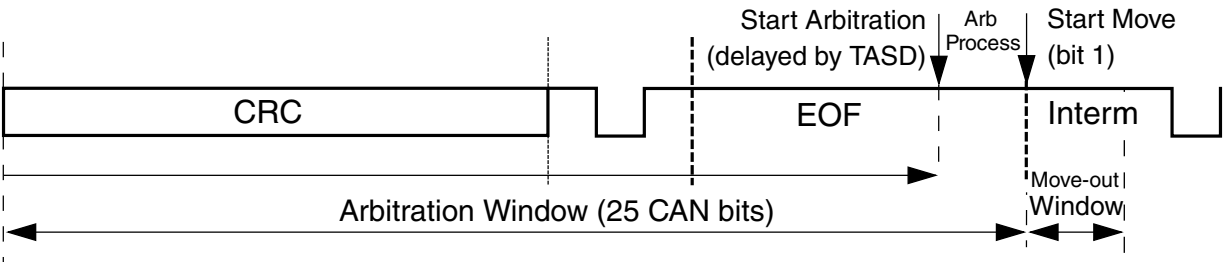 Start Arbitration
(delayed by TASD)
Arb
Process
Start Move
(bit 1)
CRC
EOF
Interm
Arbitration Window (25 CAN bits)
Move-out
Window